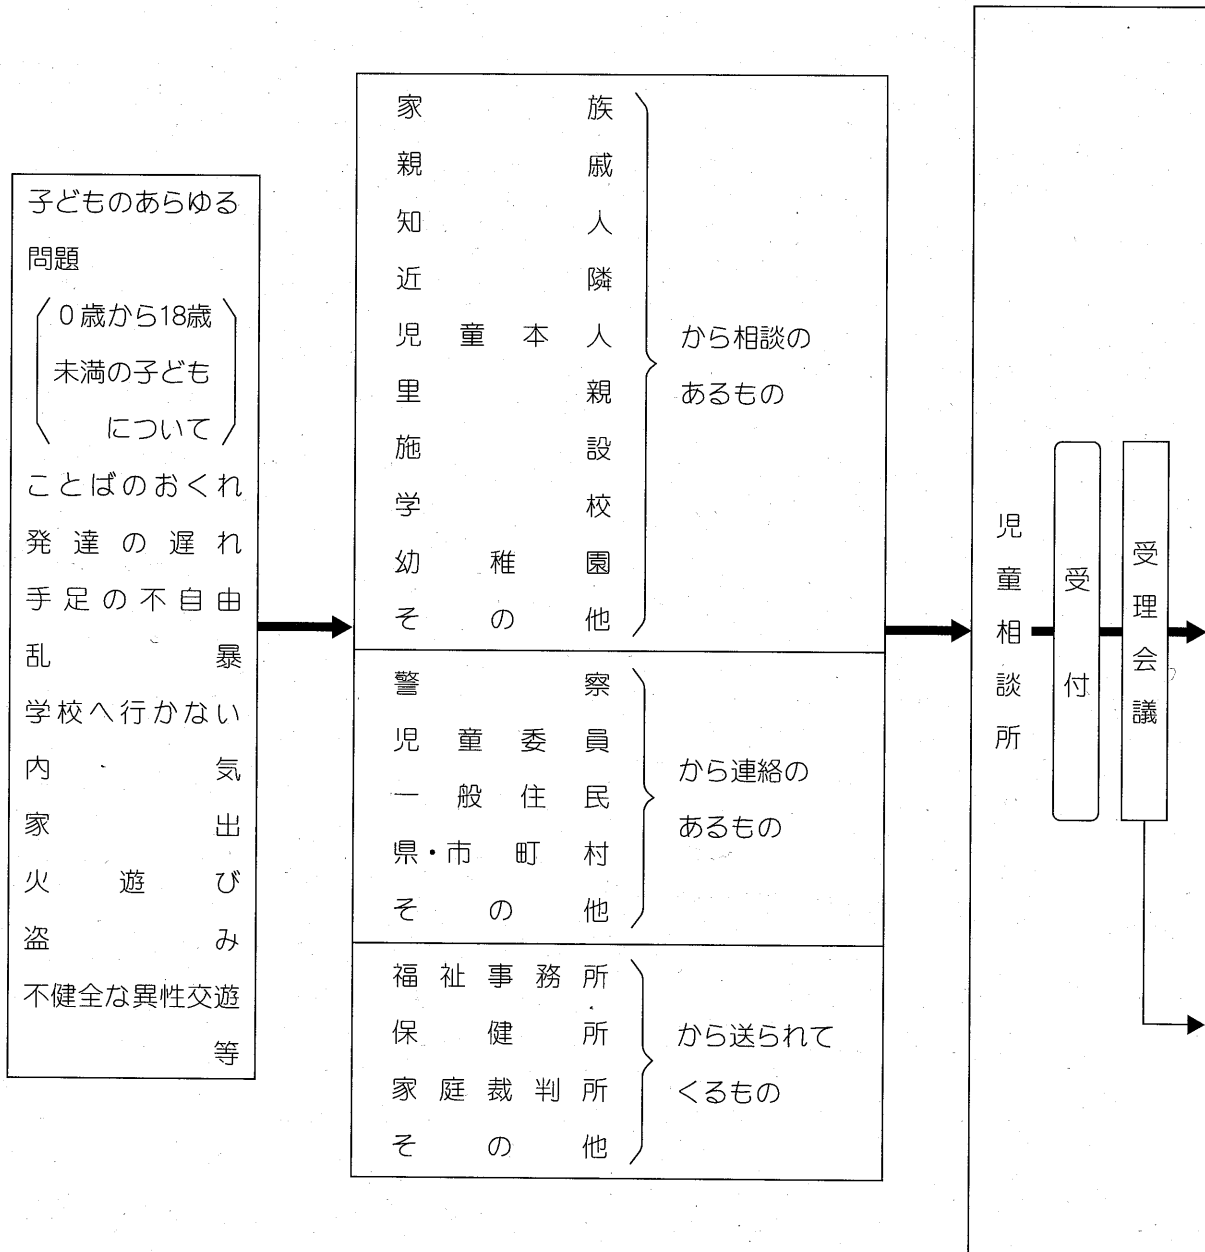 子どものあらゆる
問題
0歳から18歳
未満の子ども
について
ことばのおくれ
発達の遅れ
手足の不自由
乱暴
学校へ行かない
内気
家出
火遊び
盗み
不健全な異性交遊
等
家族
親戚
知人
近隣
児童本人
里親
施設
学校
幼稚園
その他
から相談の
あるもの
警察
児童委員
一般住民
県・市町村
その他
から連絡の
あるもの
福祉事務所
保健所
家庭裁判所
その他
から送られて
くるもの
児童相談所
受付
受理会議